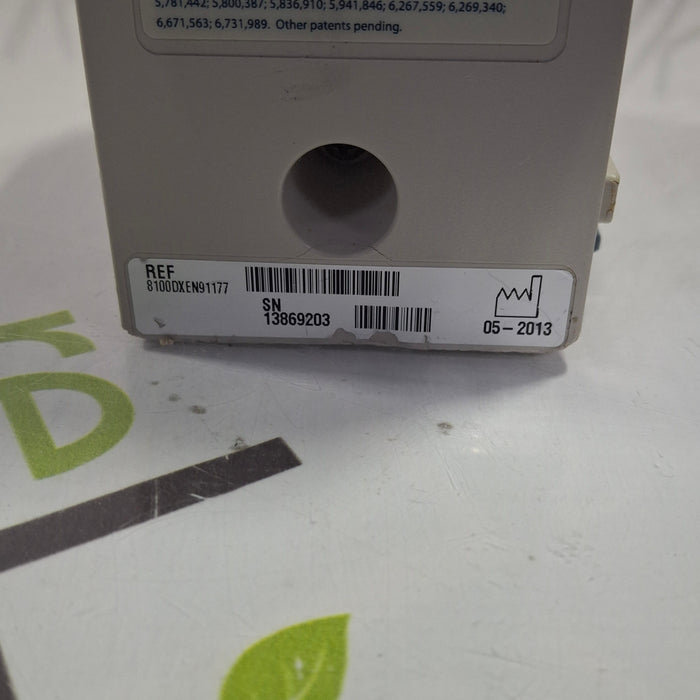 5,781,442; 5,800,387; 5,836,910; 5,941,846; 6,267,559; 6,269,340;
6,671,563; 6,731,989. Other patents pending.
REF
8100DXEN91177
SN
13869203
05-2013
D